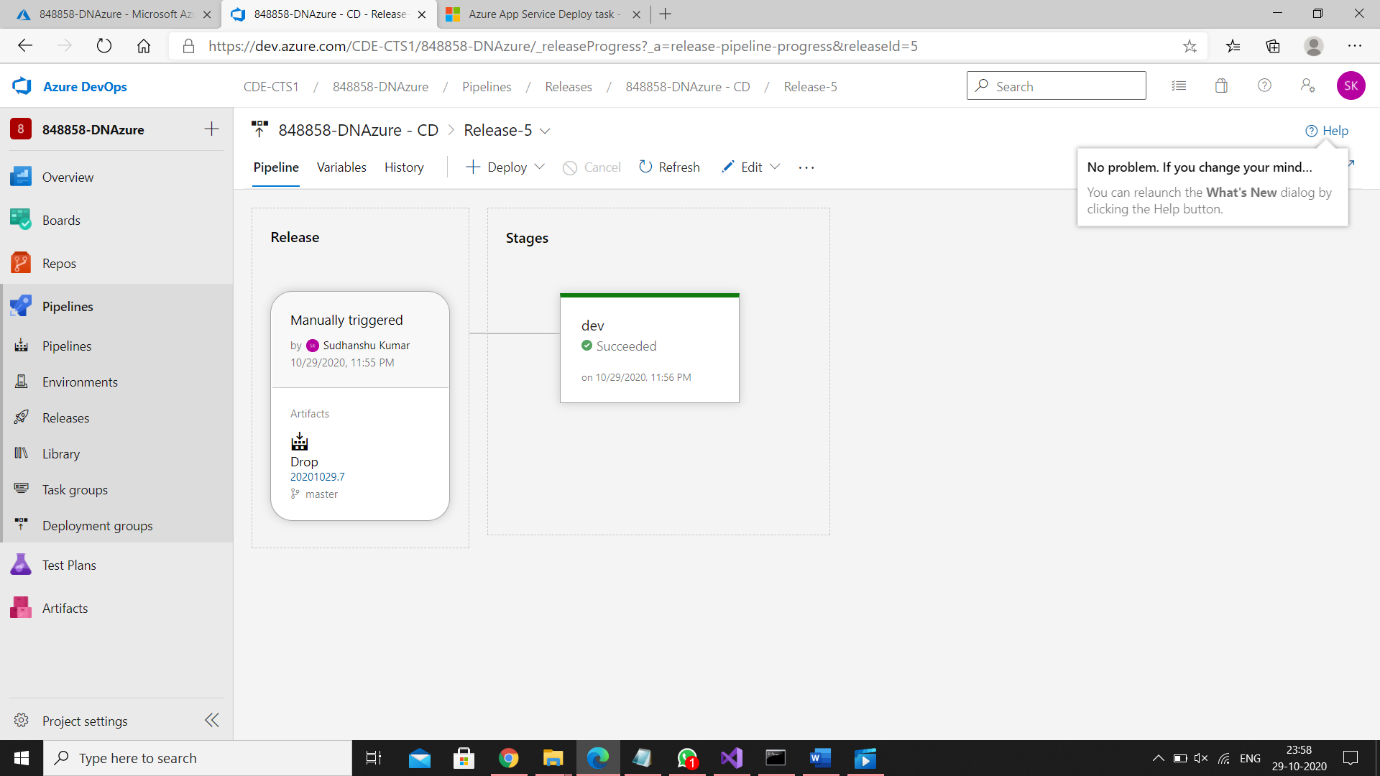 848858-DNAzure - Microsoft Az
848858-DNAzure - CD - Release-
Azure App Service Deploy task -
https://dev.azure.com/CDE-CTS1/848858-DNAzure/_releaseProgress?_a=release-pipeline-progress&releaseId=5
Azure DevOps
CDE-CTS1 / 848858-DNAzure / Pipelines / Releases / 848858-DNAzure - CD / Release-5
Search
SK
8 848858-DNAzure
848858-DNAzure - CD > Release-5
Help
Pipeline Variables History Deploy Cancel Refresh Edit
No problem. If you change your mind...
You can relaunch the What's New dialog by
clicking the Help button.
Overview
Boards
Repos
Pipelines
Pipelines
Environments
Releases
Library
Task groups
Deployment groups
Test Plans
Artifacts
Project settings
Release
Manually triggered
by SK Sudhanshu Kumar
10/29/2020, 11:55 PM
Artifacts
Drop
20201029.7
master
Stages
dev
Succeeded
on 10/29/2020, 11:56 PM
Type here to search
1
ENG
23:58
29-10-2020